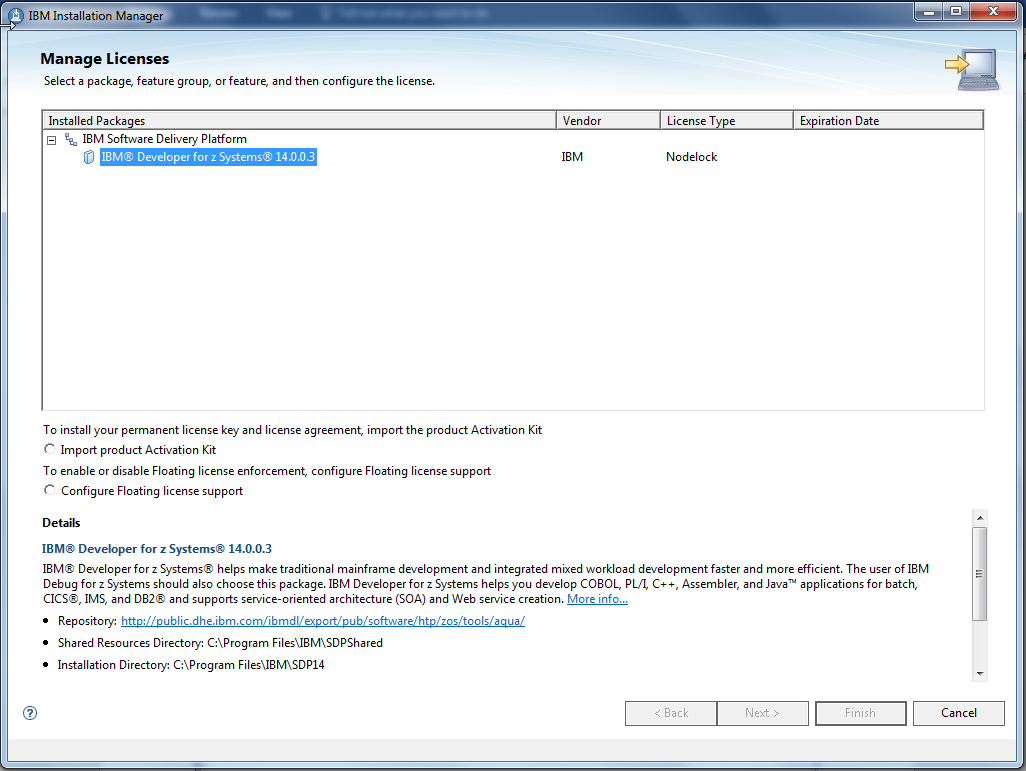 IBM Installation Manager
Manage Licenses
Select a package, feature group, or feature, and then configure the license.
Installed Packages Vendor License Type Expiration Date
IBM Software Delivery Platform
IBM® Developer for z Systems® 14.0.0.3 IBM Nodelock
To install your permanent license key and license agreement, import the product Activation Kit
Import product Activation Kit
To enable or disable Floating license enforcement, configure Floating license support
Configure Floating license support
Details
IBM® Developer for z Systems® 14.0.0.3
IBM® Developer for z Systems® helps make traditional mainframe development and integrated mixed workload development faster and more efficient. The user of IBM
Debug for z Systems should also choose this package. IBM Developer for z Systems helps you develop COBOL, PL/I, C++, Assembler, and Java™ applications for batch,
CICS®, IMS, and DB2® and supports service-oriented architecture (SOA) and Web service creation. More info...
• Repository: http://public.dhe.ibm.com/ibmdl/export/pub/software/htp/zos/tools/aqua/
• Shared Resources Directory: C:\Program Files\IBM\SDPShared
• Installation Directory: C:\Program Files\IBM\SDP14
? < Back Next > Finish Cancel